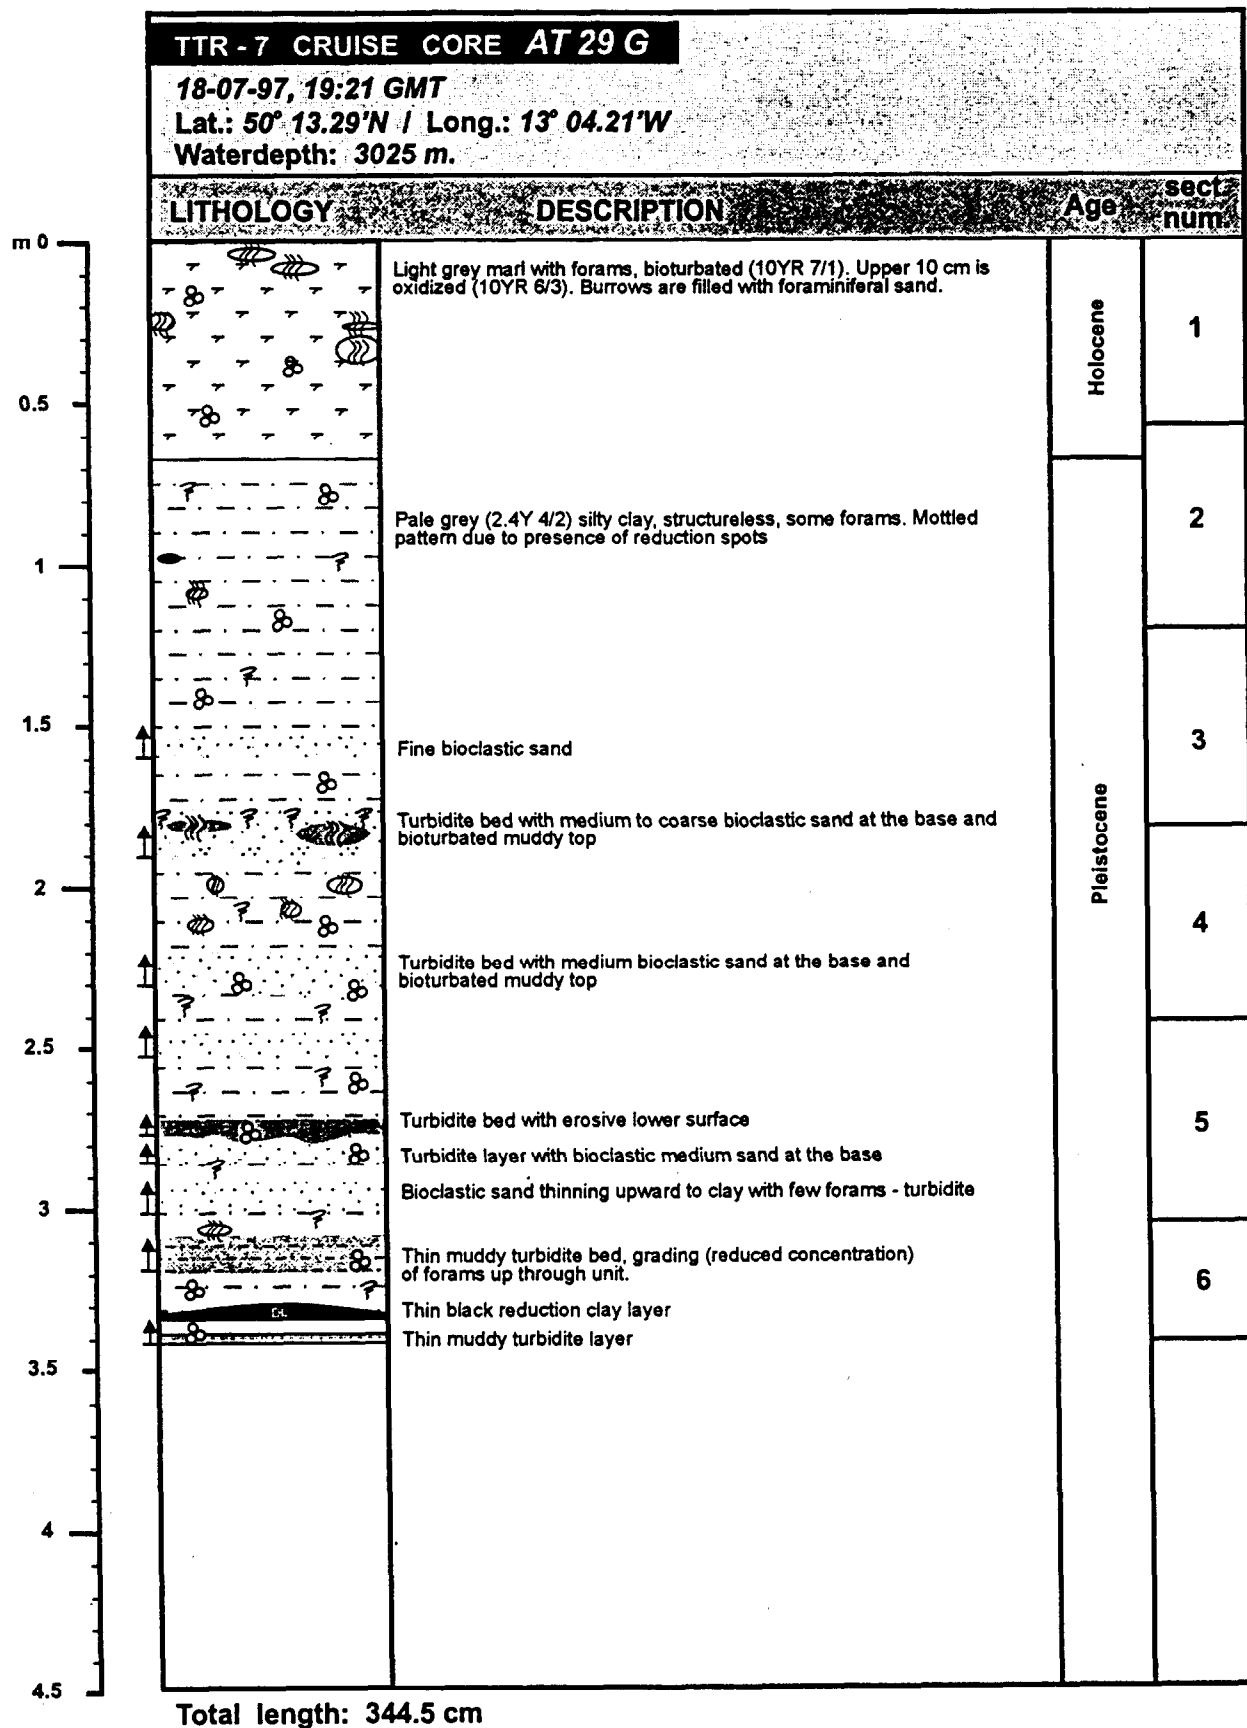 TTR - 7 CRUISE CORE AT 29 G
18-07-97, 19:21 GMT
Lat.: 50° 13.29'N / Long.: 13° 04.21'W
Waterdepth: 3025 m.
LITHOLOGY DESCRIPTION Age sect. num.
m 0
Light grey marl with forams, bioturbated (10YR 7/1). Upper 10 cm is
oxidized (10YR 6/3). Burrows are filled with foraminiferal sand.
Holocene
1
0.5
2
Pale grey (2.4Y 4/2) silty clay, structureless, some forams. Mottled
pattern due to presence of reduction spots
1
1.5
3
Fine bioclastic sand
Turbidite bed with medium to coarse bioclastic sand at the base and
bioturbated muddy top
Pleistocene
2
4
Turbidite bed with medium bioclastic sand at the base and
bioturbated muddy top
2.5
Turbidite bed with erosive lower surface
5
Turbidite layer with bioclastic medium sand at the base
Bioclastic sand thinning upward to clay with few forams - turbidite
3
Thin muddy turbidite bed, grading (reduced concentration)
of forams up through unit.
6
Thin black reduction clay layer
Thin muddy turbidite layer
3.5
4
4.5
Total length: 344.5 cm